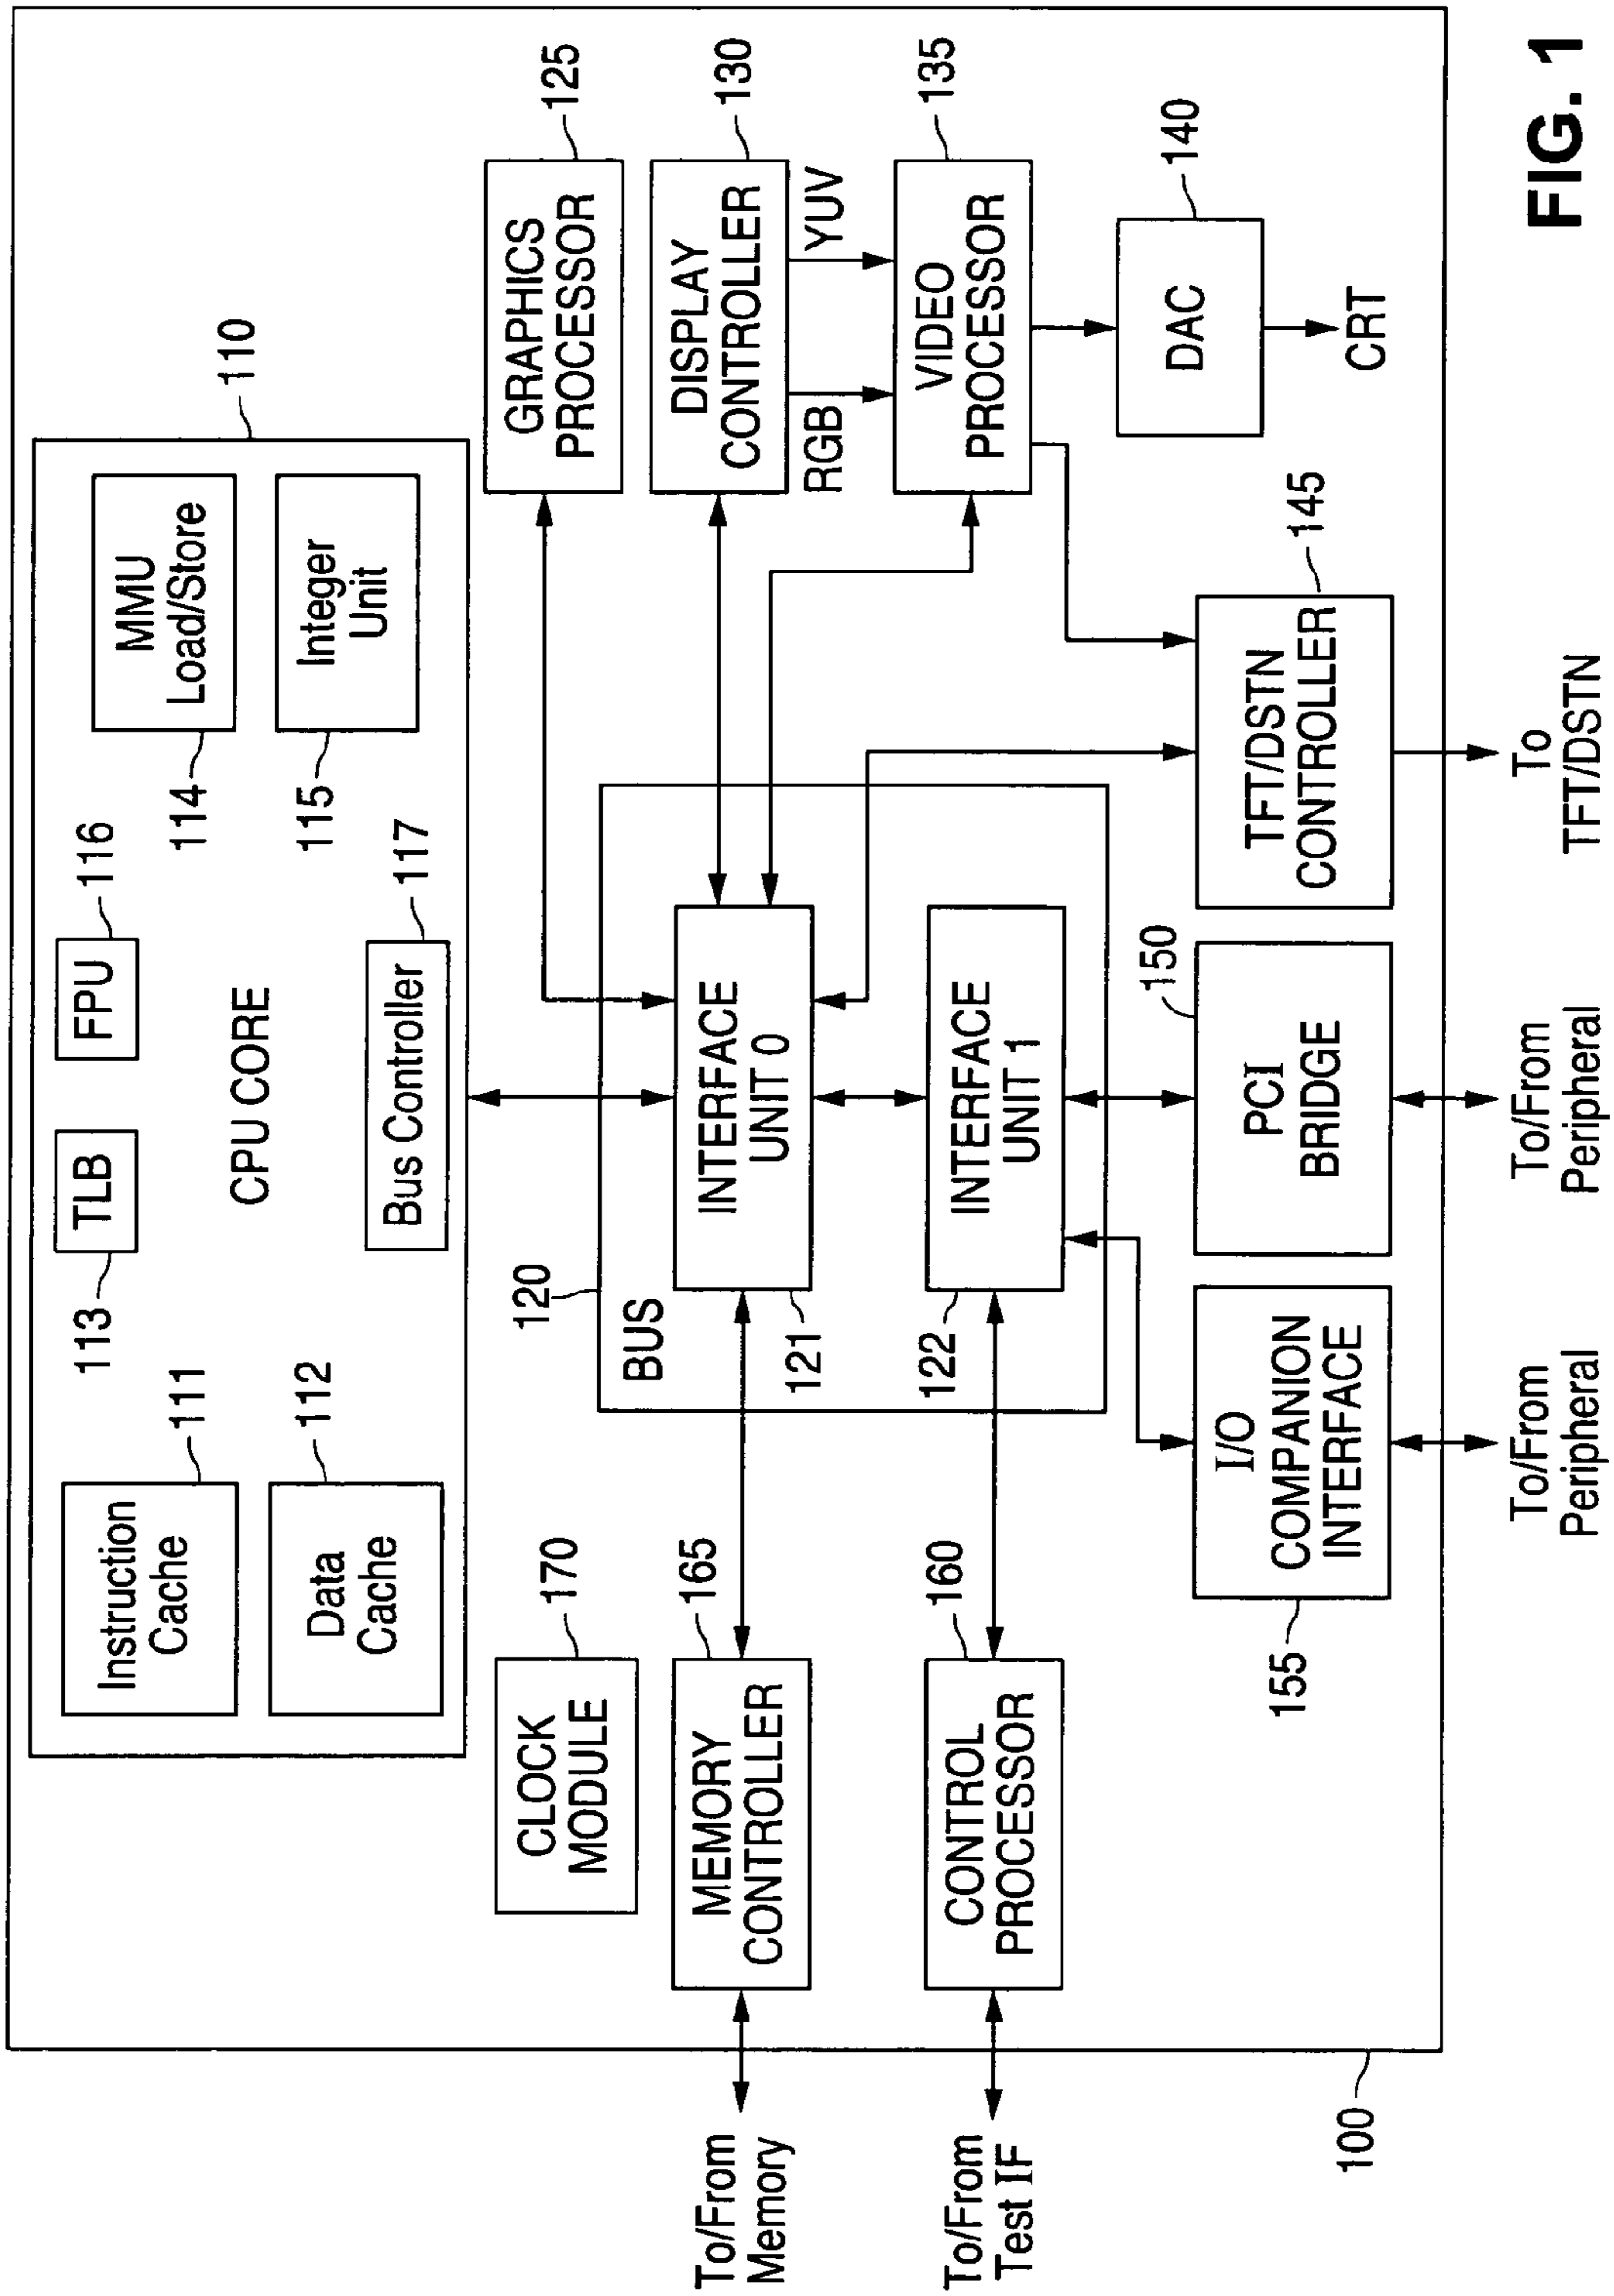 110
Instruction
Cache
111
Data
Cache
112
TLB
113
FPU
116
CPU CORE
Bus Controller
117
MMU
Load/Store
114
Integer
Unit
115
CLOCK
MODULE
170
GRAPHICS
PROCESSOR
125
120
BUS
To/From
Memory
MEMORY
CONTROLLER
165
INTERFACE
UNIT 0
121
DISPLAY
CONTROLLER
130
RGB
YUV
To/From
Test IF
CONTROL
PROCESSOR
160
INTERFACE
UNIT 1
122
VIDEO
PROCESSOR
135
DAC
140
CRT
I/O
COMPANION
INTERFACE
155
PCI
BRIDGE
150
TFT/DSTN
CONTROLLER
145
100
To/From
Peripheral
To/From
Peripheral
To
TFT/DSTN
FIG. 1